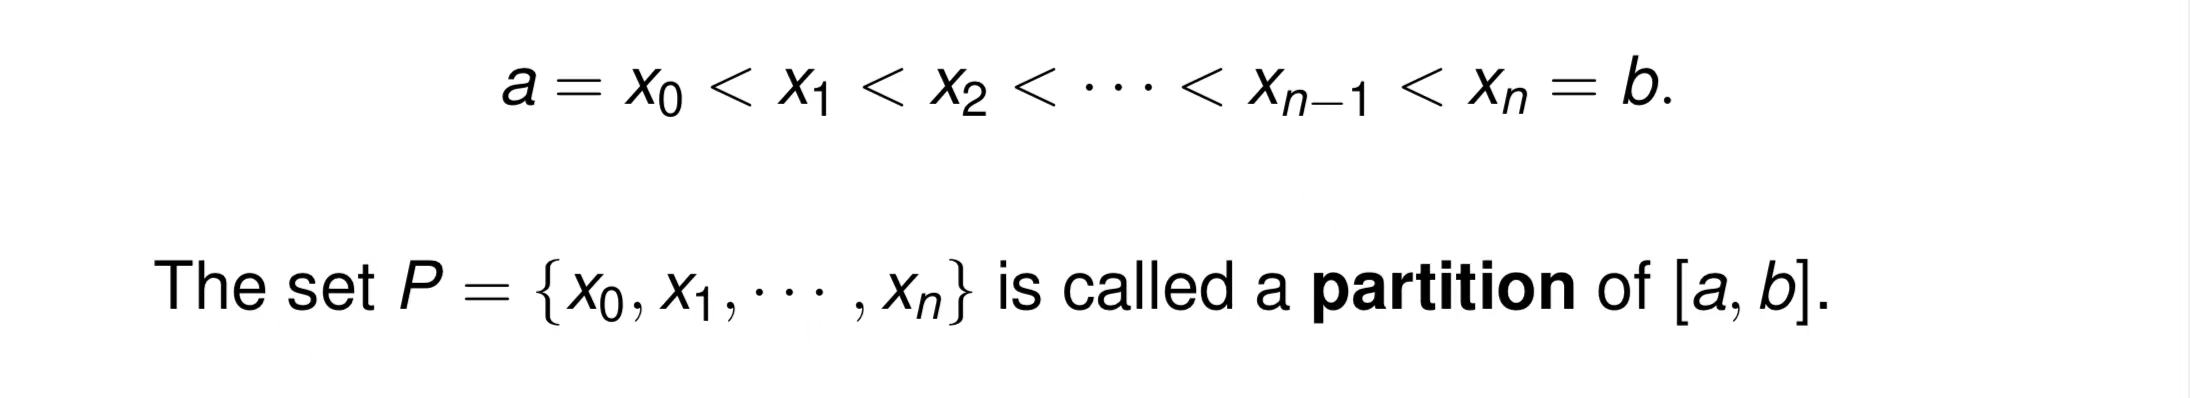 a = x₀ < x₁ < x₂ < ⋯ < xₙ₋₁ < xₙ = b.
The set P = {x₀, x₁, ⋯ , xₙ} is called a partition of [a, b].